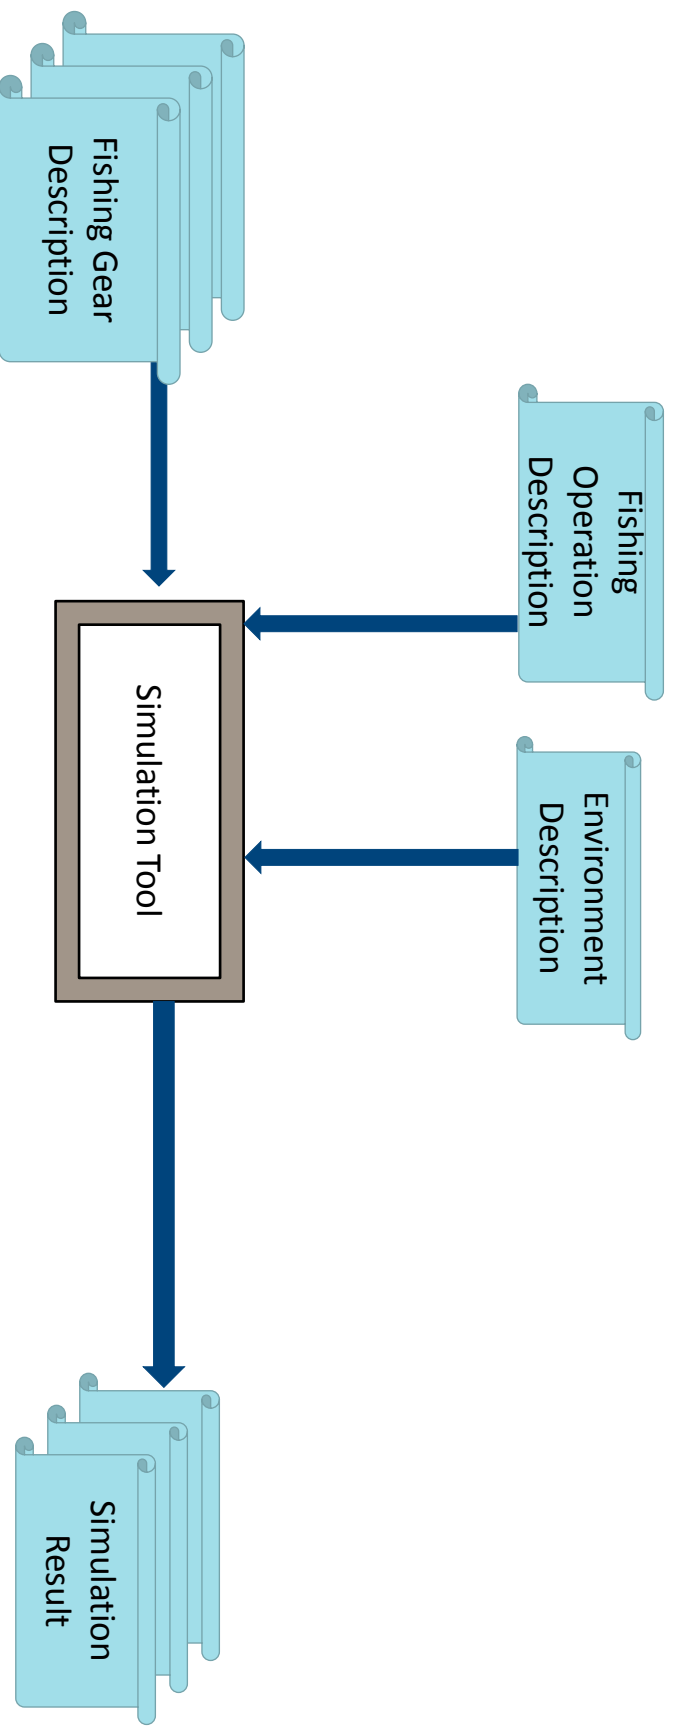 Fishing Gear
Description
Fishing
Operation
Description
Environment
Description
Simulation Tool
Simulation
Result